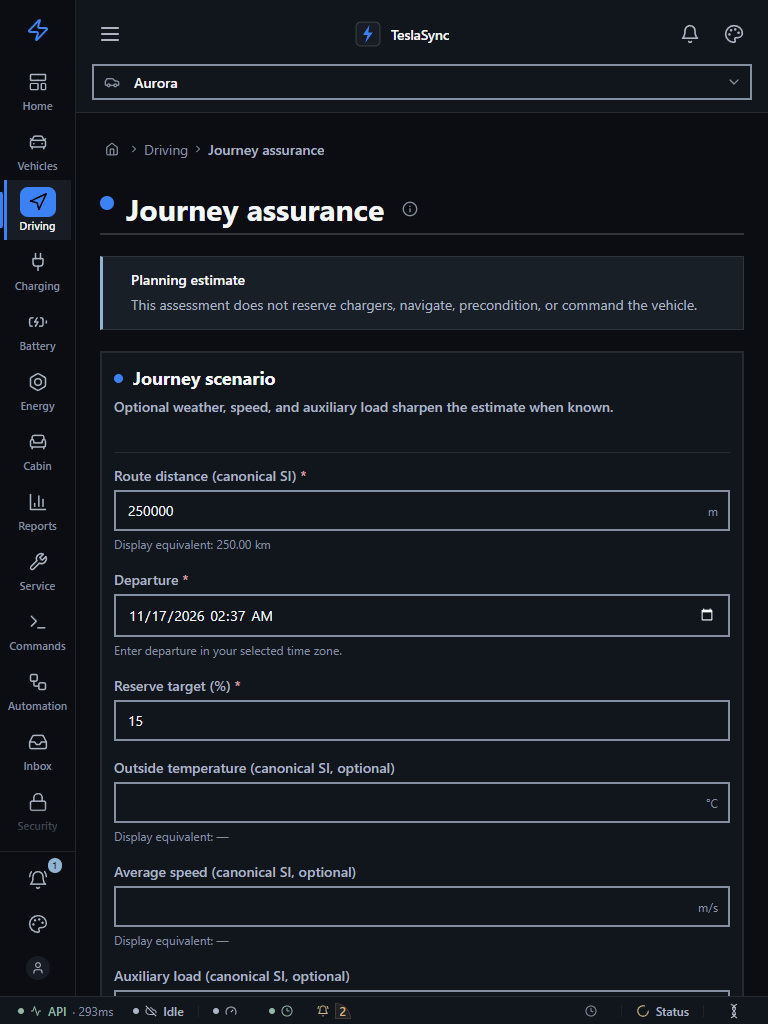 TeslaSync
Aurora
Home
Vehicles
Driving
Charging
Battery
Energy
Cabin
Reports
Service
Commands
Automation
Inbox
Security
1
Driving
Journey assurance
Journey assurance
Planning estimate
This assessment does not reserve chargers, navigate, precondition, or command the vehicle.
Journey scenario
Optional weather, speed, and auxiliary load sharpen the estimate when known.
Route distance (canonical SI) *
250000 m
Display equivalent: 250.00 km
Departure *
11/17/2026 02:37 AM
Enter departure in your selected time zone.
Reserve target (%) *
15
Outside temperature (canonical SI, optional)
°C
Display equivalent: —
Average speed (canonical SI, optional)
m/s
Display equivalent: —
Auxiliary load (canonical SI, optional)
API · 293ms Idle 2 Status